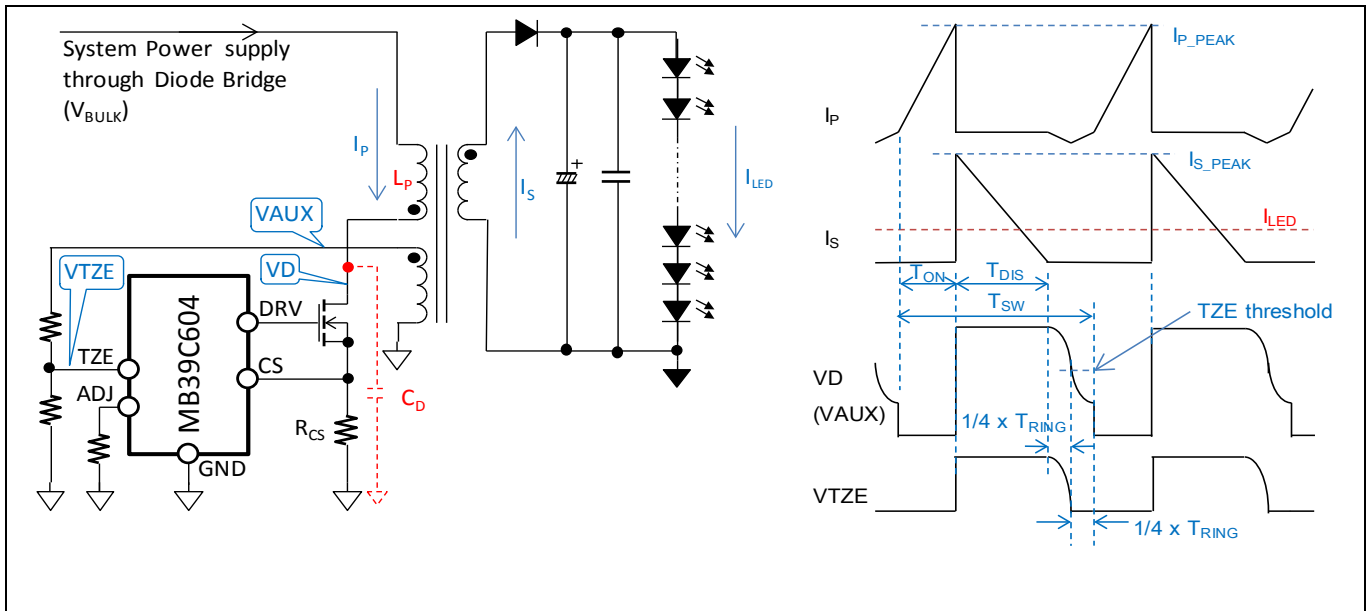 System Power supply
through Diode Bridge
(VBULK)
IP
LP
IS
+
ILED
VAUX
VTZE
VD
MB39C604
DRV
TZE
CS
ADJ
GND
RCS
CD
IP_PEAK
IP
IS_PEAK
ILED
IS
TON
TDIS
TSW
TZE threshold
VD
(VAUX)
1/4 x TRING
VTZE
1/4 x TRING